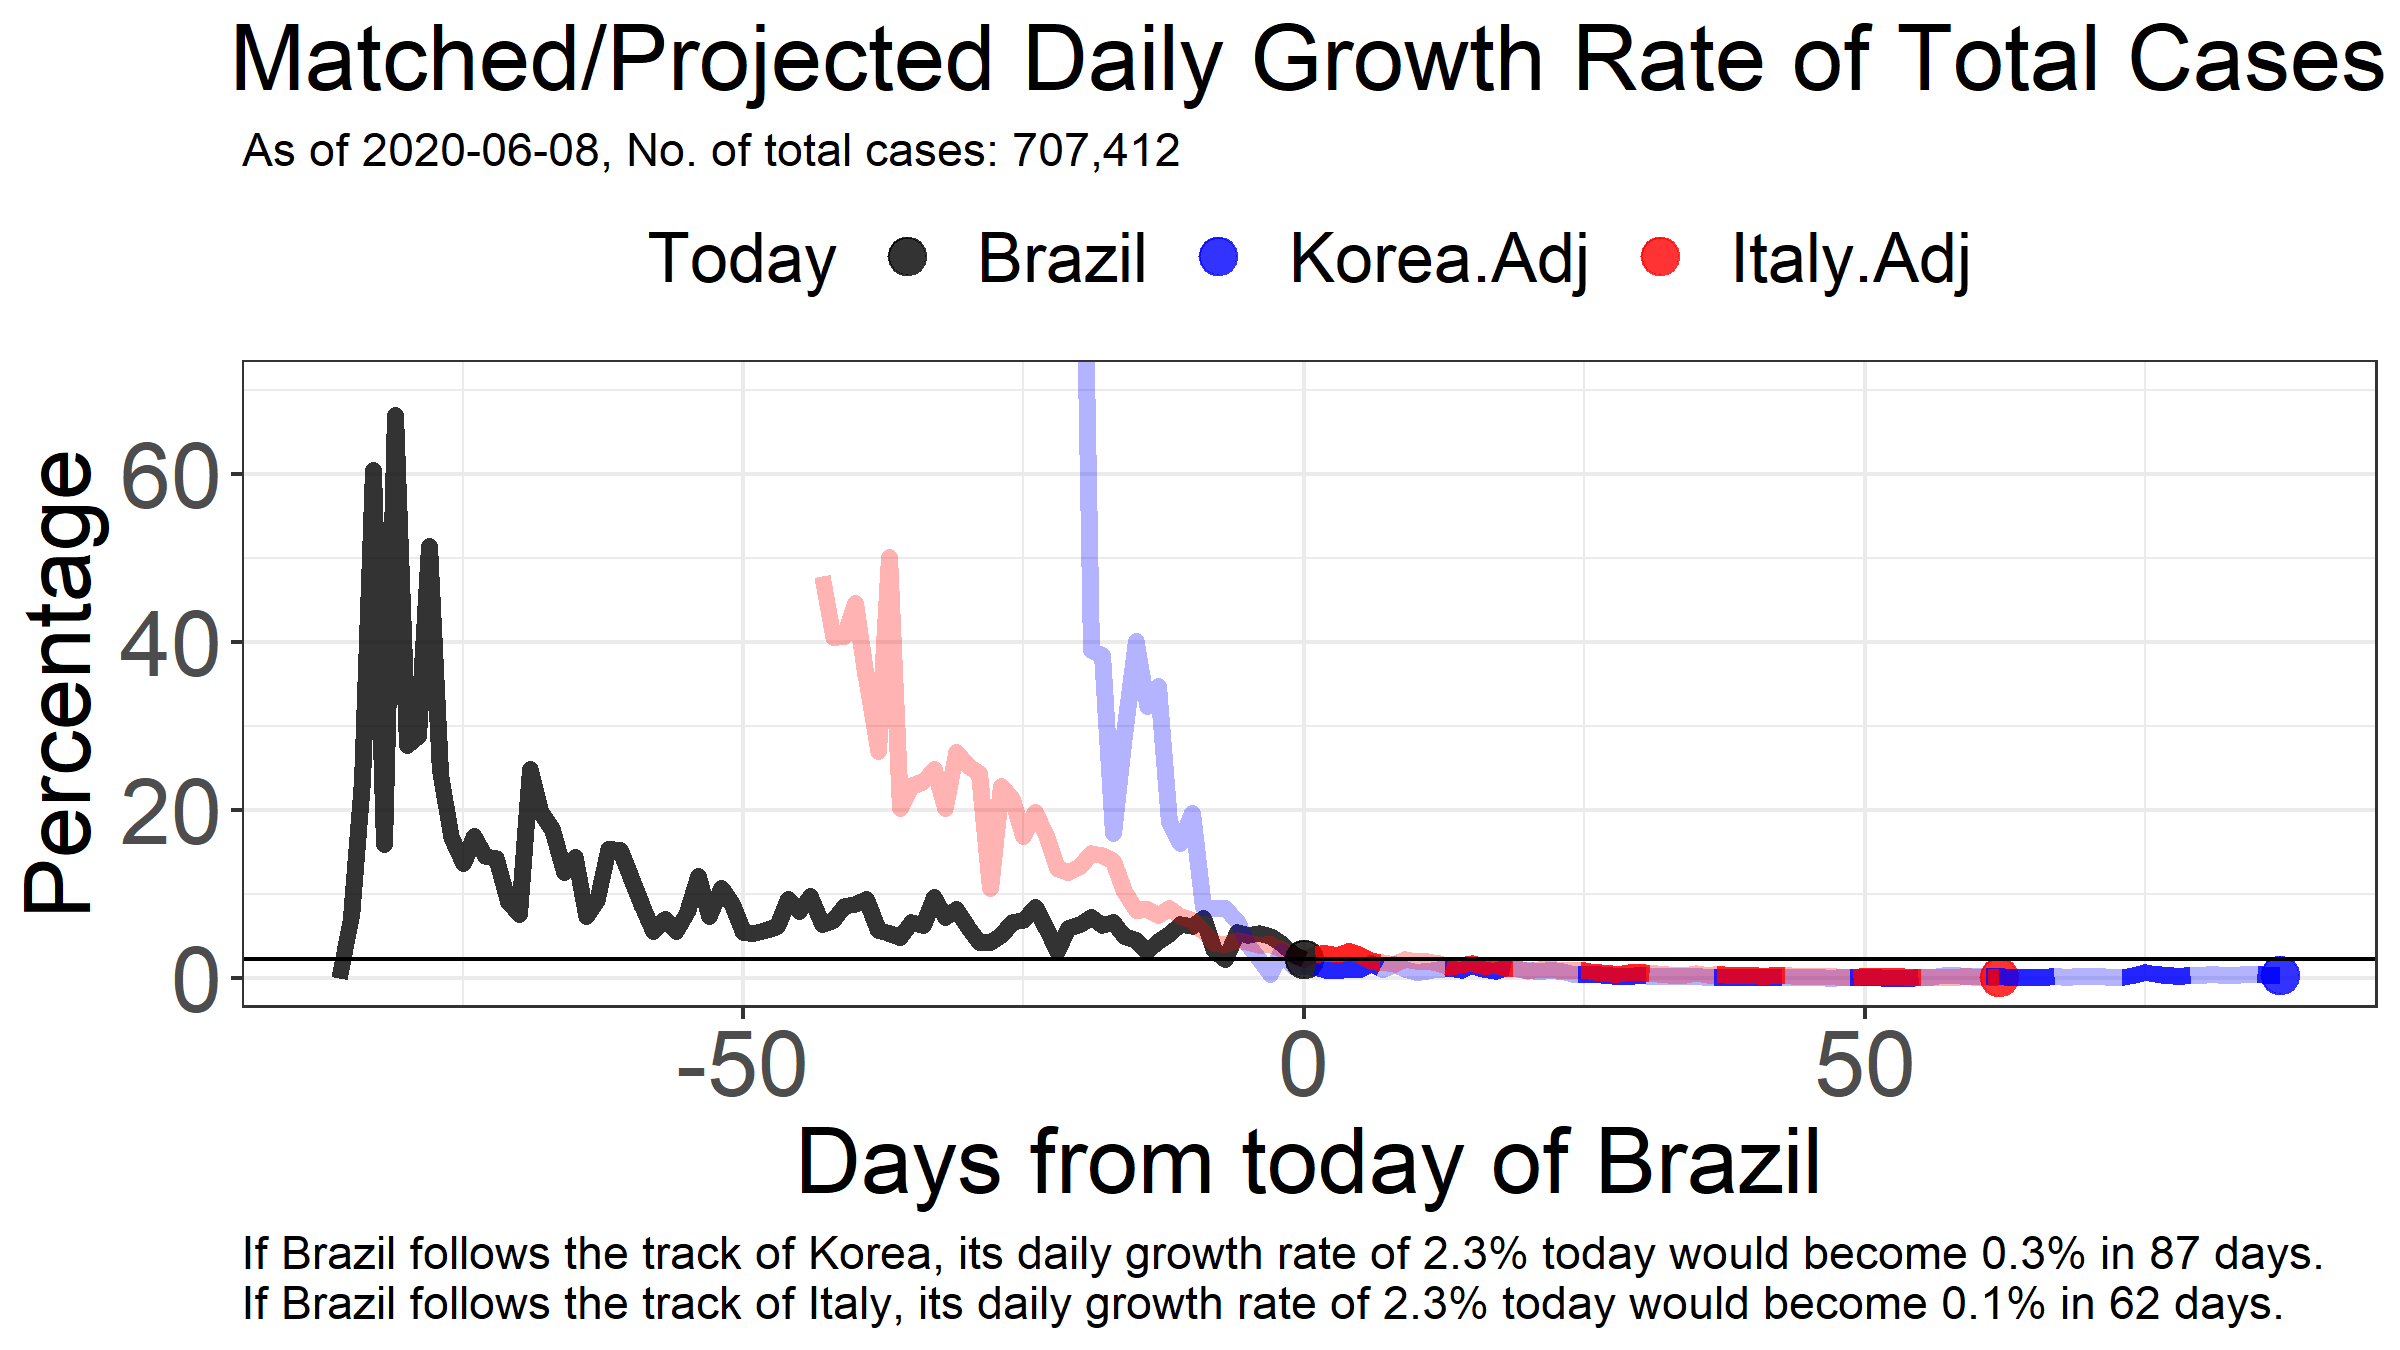 Matched/Projected Daily Growth Rate of Total Cases
As of 2020-06-08, No. of total cases: 707,412
Today Brazil Korea.Adj Italy.Adj
Percentage
60
40
20
0
-50 0 50
Days from today of Brazil
If Brazil follows the track of Korea, its daily growth rate of 2.3% today would become 0.3% in 87 days.
If Brazil follows the track of Italy, its daily growth rate of 2.3% today would become 0.1% in 62 days.